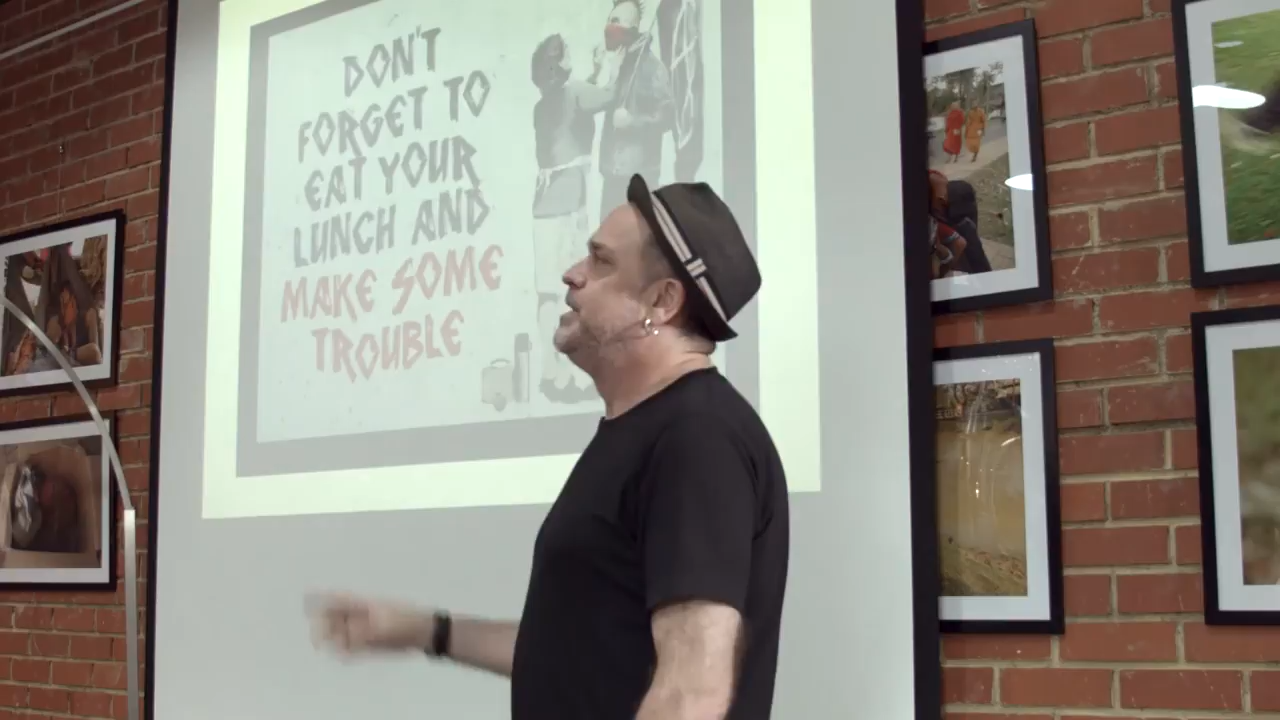 DON'T
FORGET TO
EAT YOUR
LUNCH AND
MAKE SOME
TROUBLE